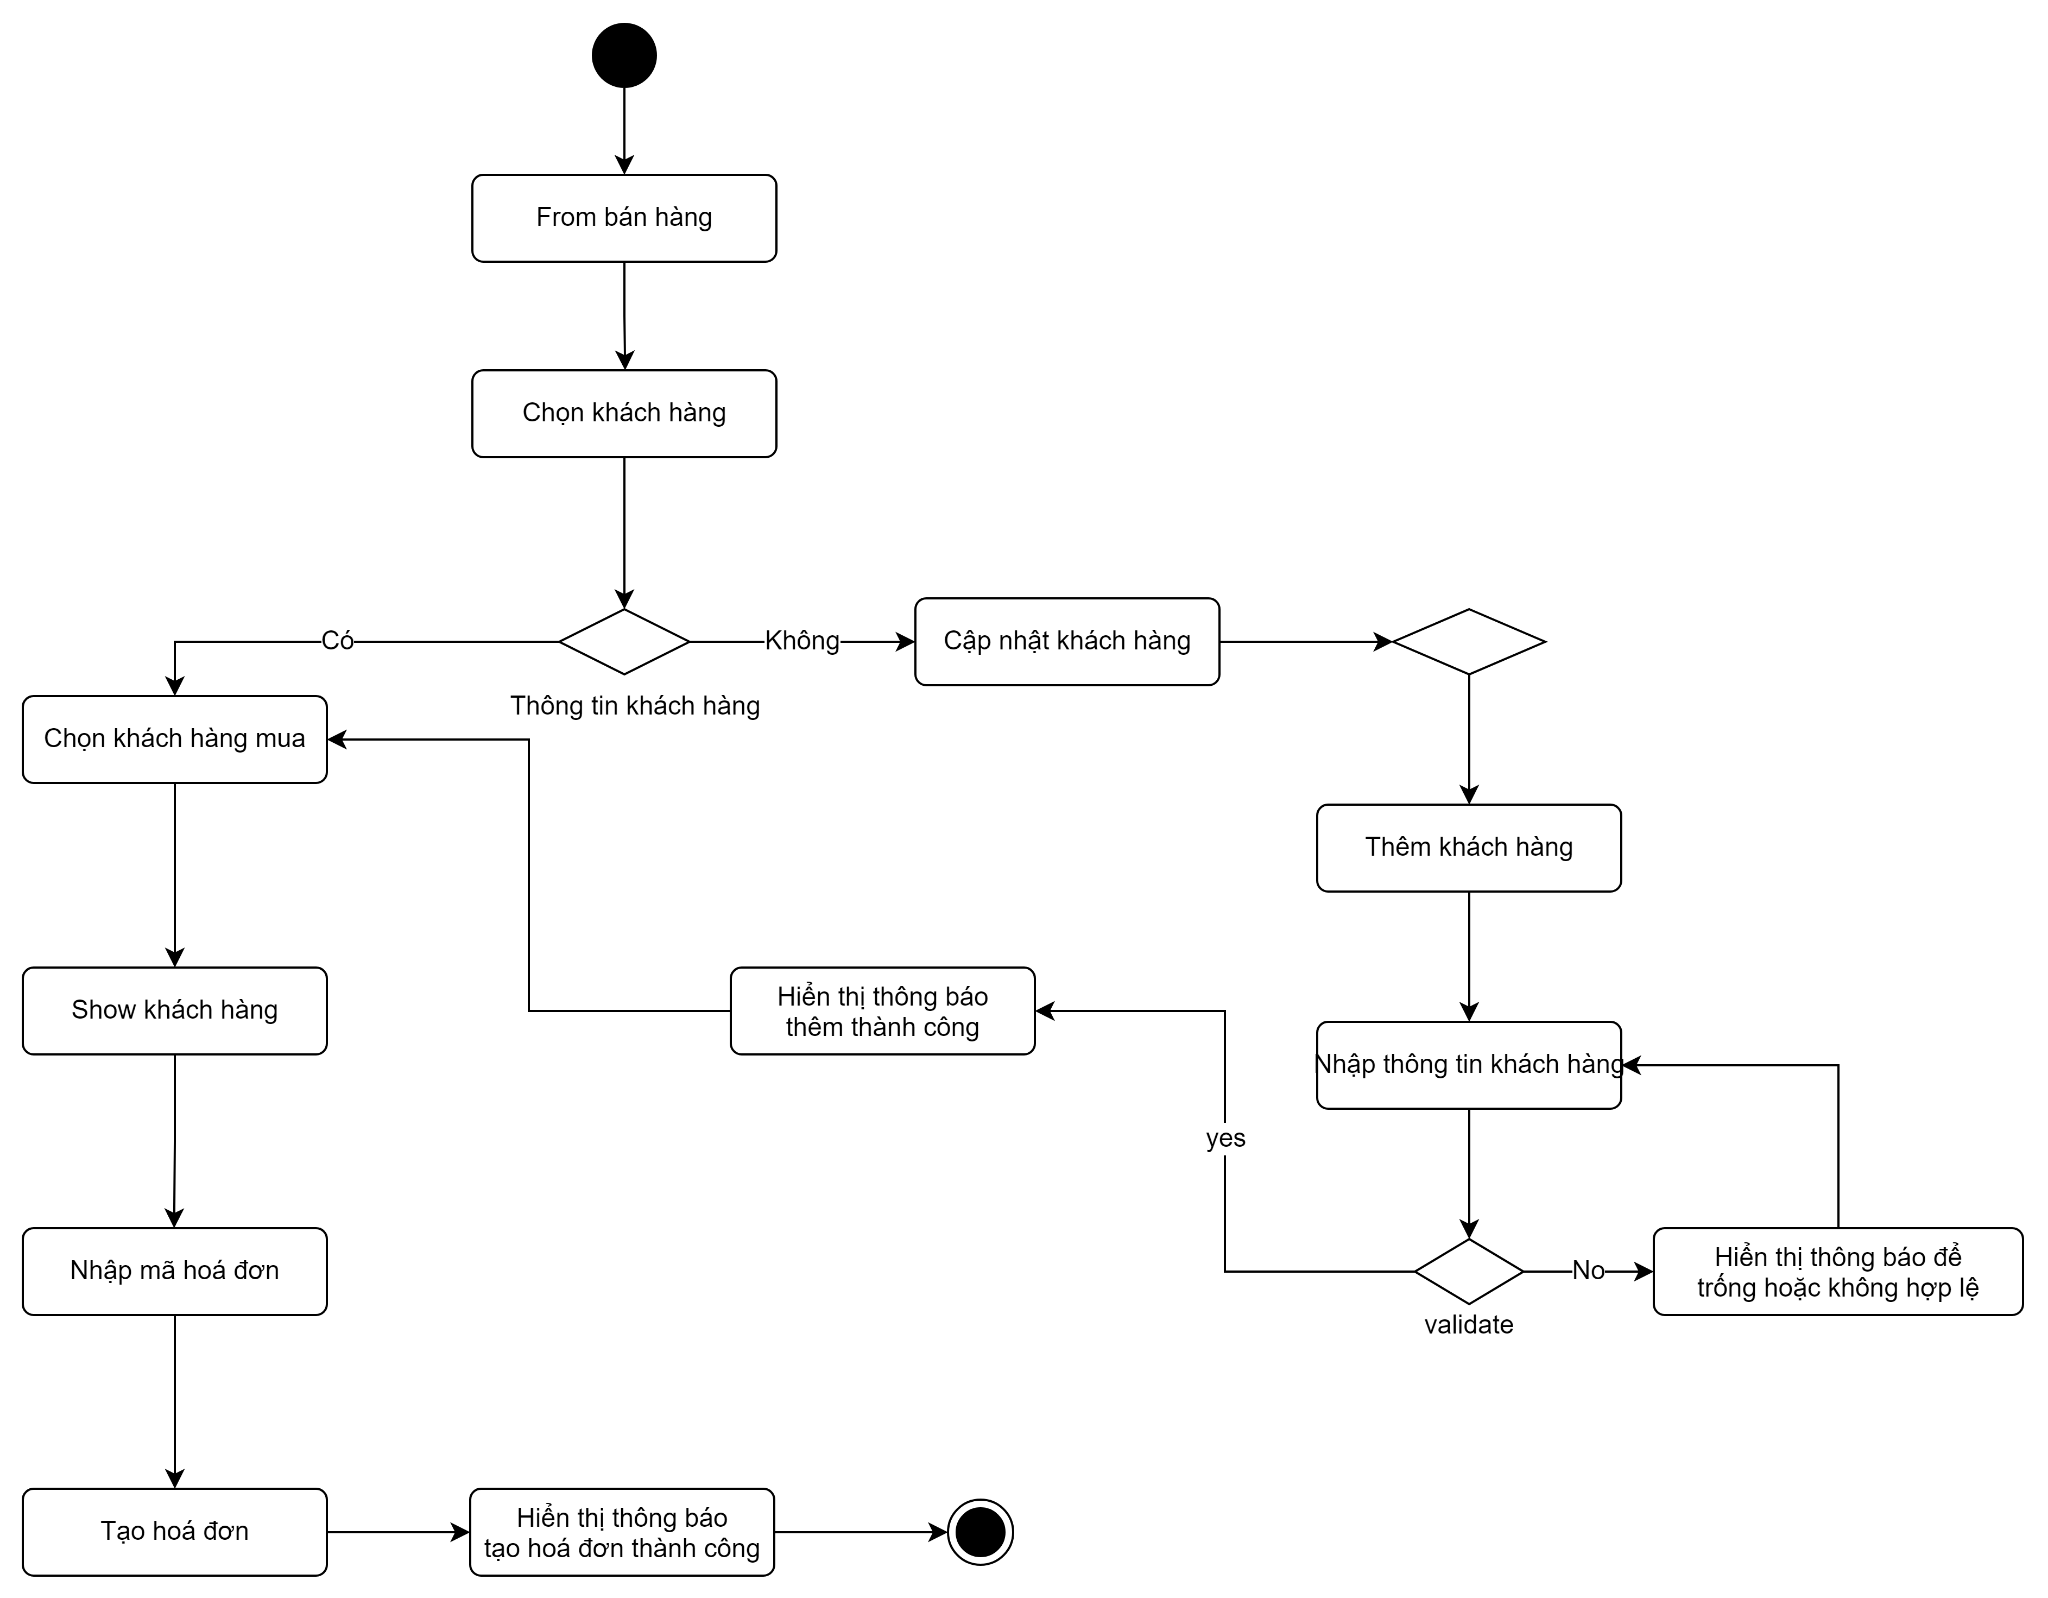 From bán hàng
Chọn khách hàng
Có
Không
Cập nhật khách hàng
Thông tin khách hàng
Chọn khách hàng mua
Thêm khách hàng
Show khách hàng
Hiển thị thông báo
thêm thành công
Nhập thông tin khách hàng
yes
Nhập mã hoá đơn
No
Hiển thị thông báo để
trống hoặc không hợp lệ
validate
Tạo hoá đơn
Hiển thị thông báo
tạo hoá đơn thành công